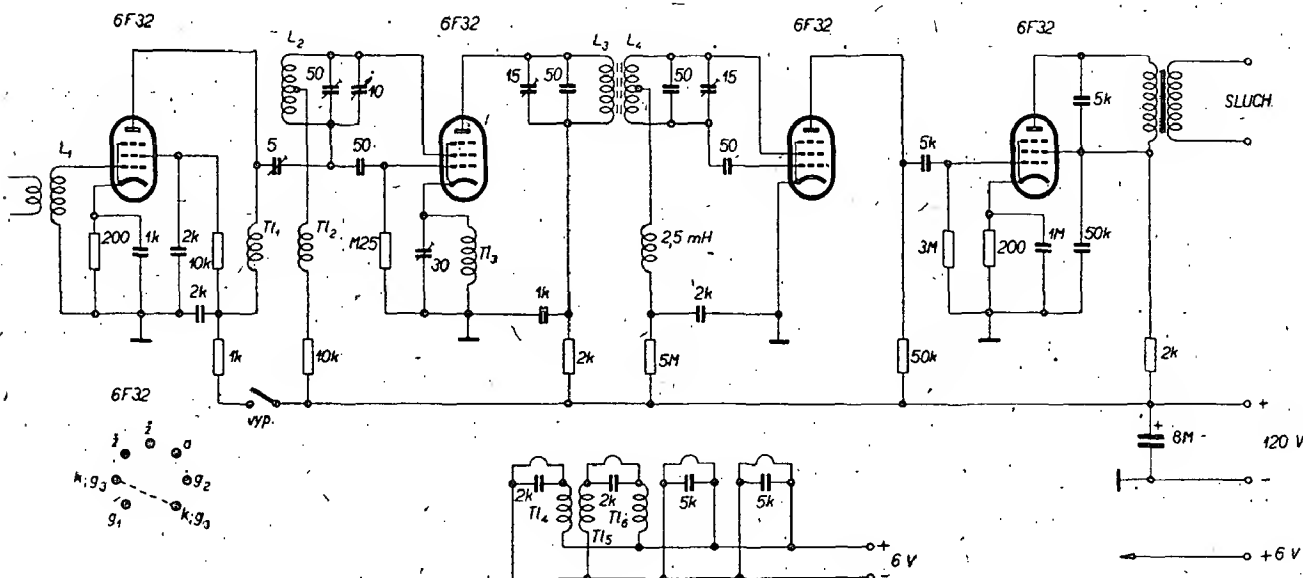 6F32
6F32
6F32
6F32
L2
L3 L4
50
10
15
50
50
15
5k
SLUCH.
L1
5
50
50
5k
200
1k
2k
10k
Tl1
Tl2
M25
30
Tl3
2,5 mH
3M
200
1M
50k
2k
1k
2k
1k
10k
2k
5M
50k
2k
6F32
vyp.
+
ž
ž
a
+
8M
120 V
k; g3
g2
-
g1
k; g3
2k
2k
5k
5k
Tl4
Tl5
Tl6
+
6 V
-
+ 6 V